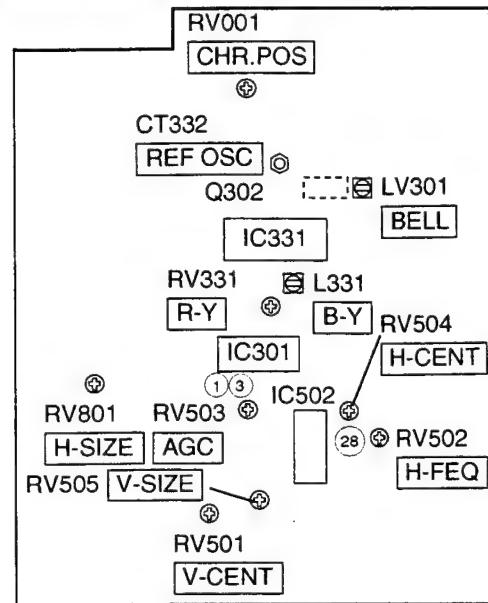 RV001
CHR.POS
CT332
REF OSC
Q302
LV301
BELL
IC331
RV331
R-Y
L331
B-Y
RV504
H-CENT
IC301
1 3
IC502
RV801
H-SIZE
RV503
AGC
28
RV502
H-FEQ
RV505
V-SIZE
RV501
V-CENT